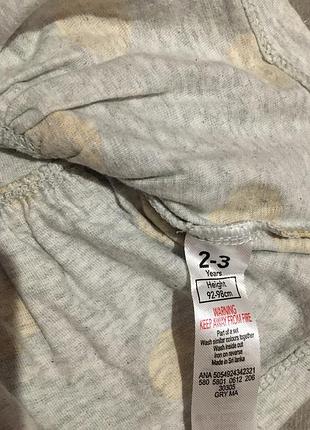 2-3
Years
Height
92-98cm
WARNING
KEEP AWAY FROM FIRE
Part of a set
Wash similar colours together
Wash inside out
Iron on reverse
Made in Sri lanka
ANA 5054924342321
580 5801 0612 206
30305
GRY MA